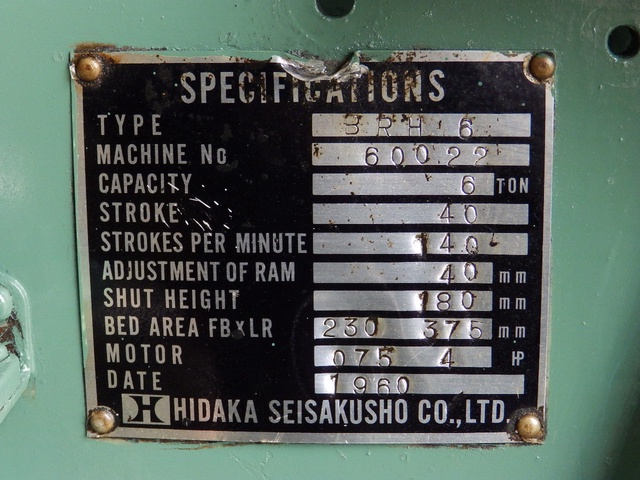 SPECIFICATIONS
TYPE BRH 6
MACHINE No 60022
CAPACITY 6 TON
STROKE 40
STROKES PER MINUTE 140
ADJUSTMENT OF RAM 40 mm
SHUT HEIGHT 180 mm
BED AREA FBxLR 230 375 mm
MOTOR 075 4 HP
DATE 1960
H HIDAKA SEISAKUSHO CO.,LTD.